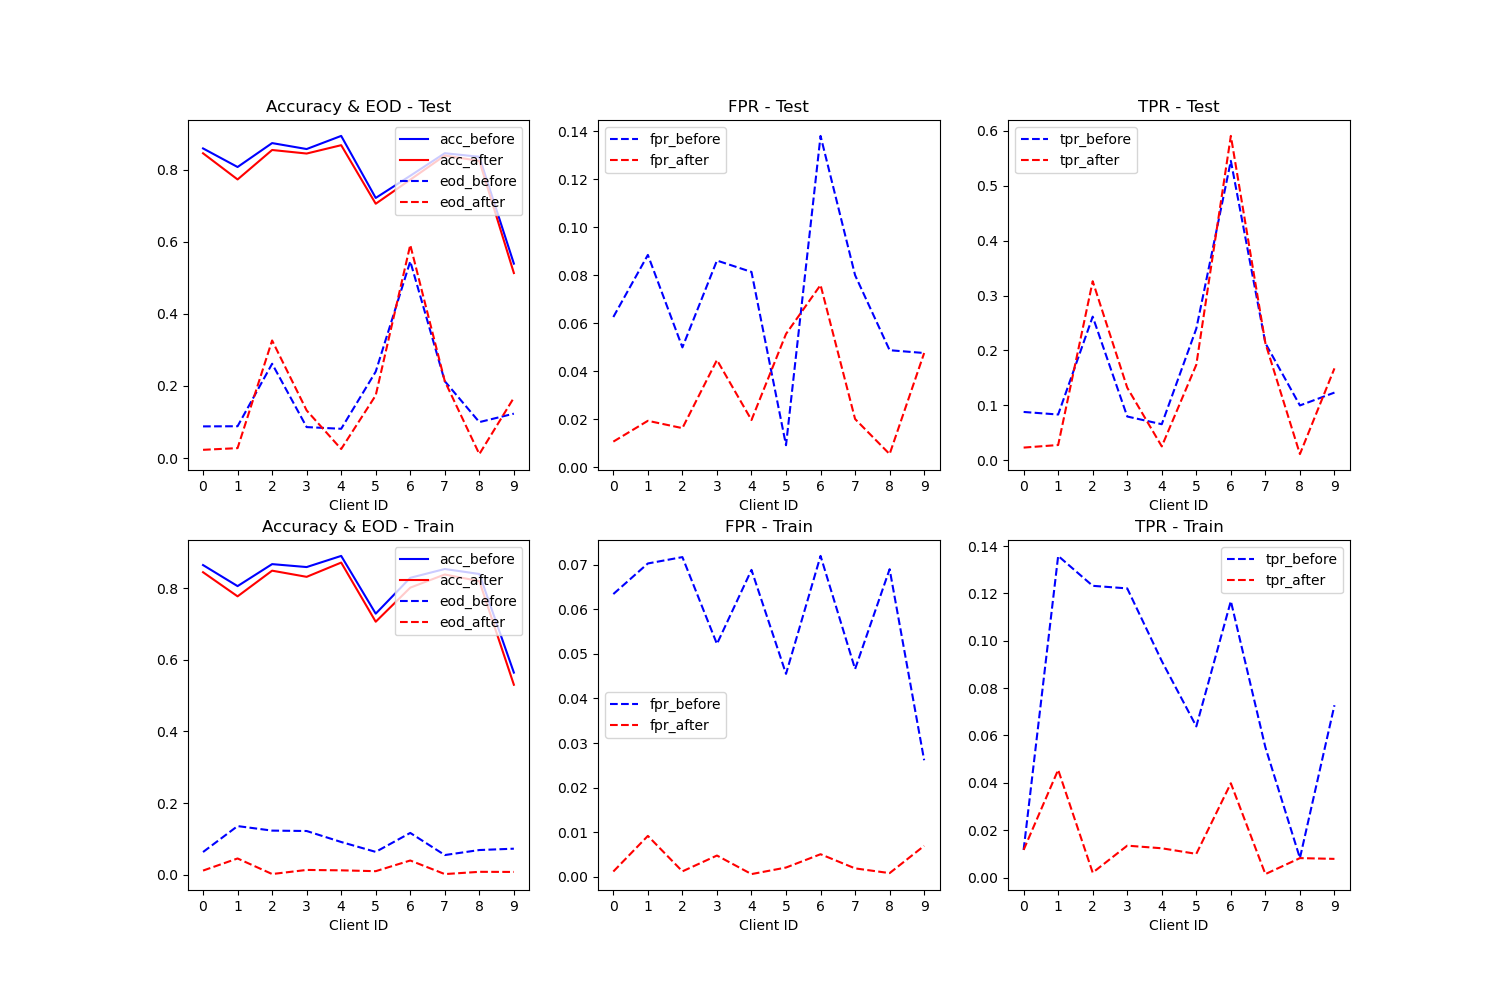 Accuracy & EOD - Test
acc_before
acc_after
eod_before
eod_after
0.8
0.6
0.4
0.2
0.0
0 1 2 3 4 5 6 7 8 9
Client ID
FPR - Test
fpr_before
fpr_after
0.14
0.12
0.10
0.08
0.06
0.04
0.02
0.00
0 1 2 3 4 5 6 7 8 9
Client ID
TPR - Test
tpr_before
tpr_after
0.6
0.5
0.4
0.3
0.2
0.1
0.0
0 1 2 3 4 5 6 7 8 9
Client ID
Accuracy & EOD - Train
acc_before
acc_after
eod_before
eod_after
0.8
0.6
0.4
0.2
0.0
0 1 2 3 4 5 6 7 8 9
Client ID
FPR - Train
fpr_before
fpr_after
0.07
0.06
0.05
0.04
0.03
0.02
0.01
0.00
0 1 2 3 4 5 6 7 8 9
Client ID
TPR - Train
tpr_before
tpr_after
0.14
0.12
0.10
0.08
0.06
0.04
0.02
0.00
0 1 2 3 4 5 6 7 8 9
Client ID